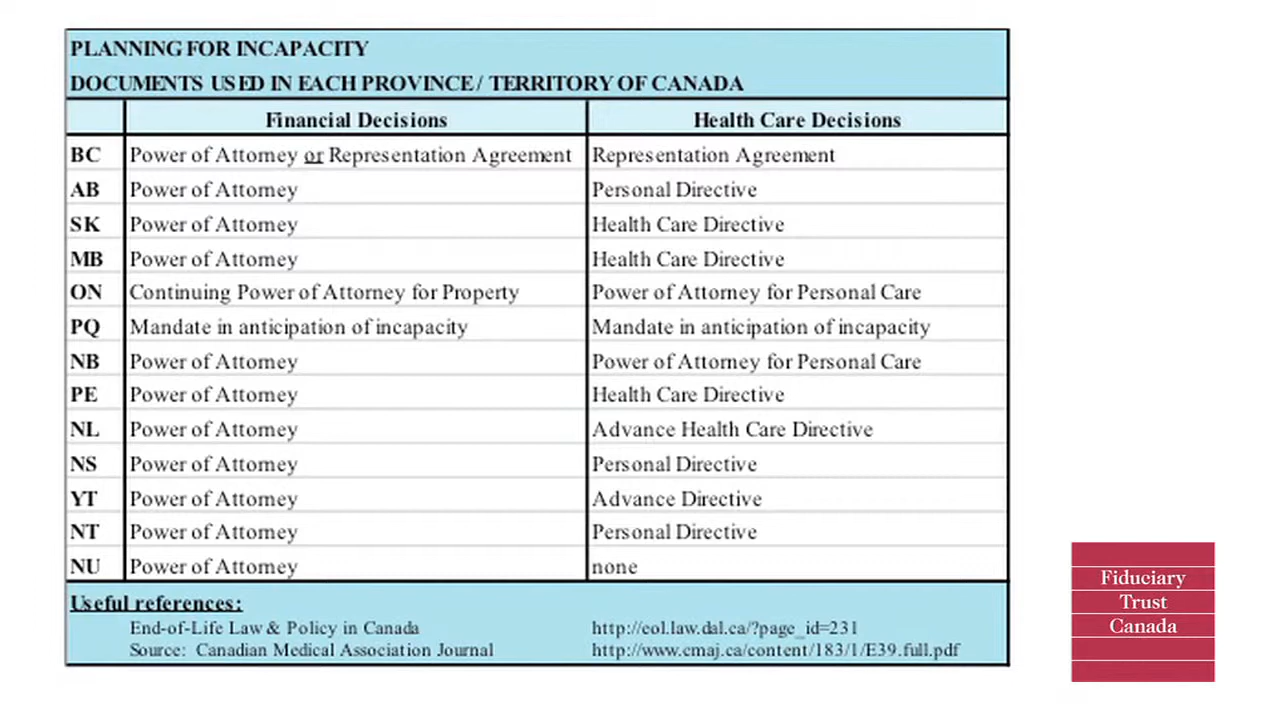 PLANNING FOR INCAPACITY
DOCUMENTS USED IN EACH PROVINCE / TERRITORY OF CANADA
Financial Decisions Health Care Decisions
BC Power of Attorney or Representation Agreement Representation Agreement
AB Power of Attorney Personal Directive
SK Power of Attorney Health Care Directive
MB Power of Attorney Health Care Directive
ON Continuing Power of Attorney for Property Power of Attorney for Personal Care
PQ Mandate in anticipation of incapacity Mandate in anticipation of incapacity
NB Power of Attorney Power of Attorney for Personal Care
PE Power of Attorney Health Care Directive
NL Power of Attorney Advance Health Care Directive
NS Power of Attorney Personal Directive
YT Power of Attorney Advance Directive
NT Power of Attorney Personal Directive
NU Power of Attorney none
Useful references:
End-of-Life Law & Policy in Canada http://eol.law.dal.ca/?page_id=231
Source: Canadian Medical Association Journal http://www.cmaj.ca/content/183/1/E39.full.pdf
Fiduciary
Trust
Canada